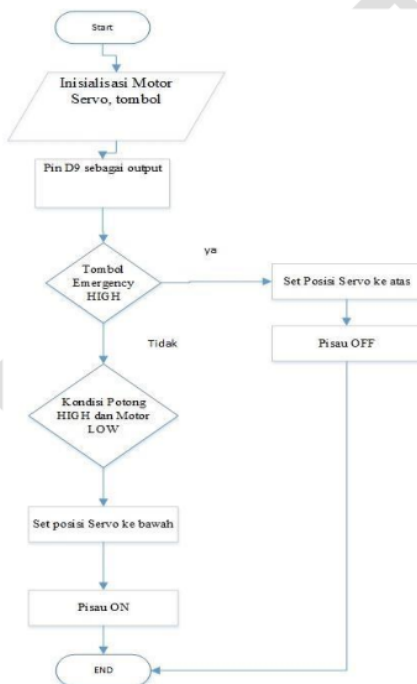 Start
Inisialisasi Motor
Servo, tombol
Pin D9 sebagai output
Tombol
Emergency
HIGH
ya
Set Posisi Servo ke atas
Pisau OFF
Tidak
Kondisi Potong
HIGH dan Motor
LOW
Set posisi Servo ke bawah
Pisau ON
END